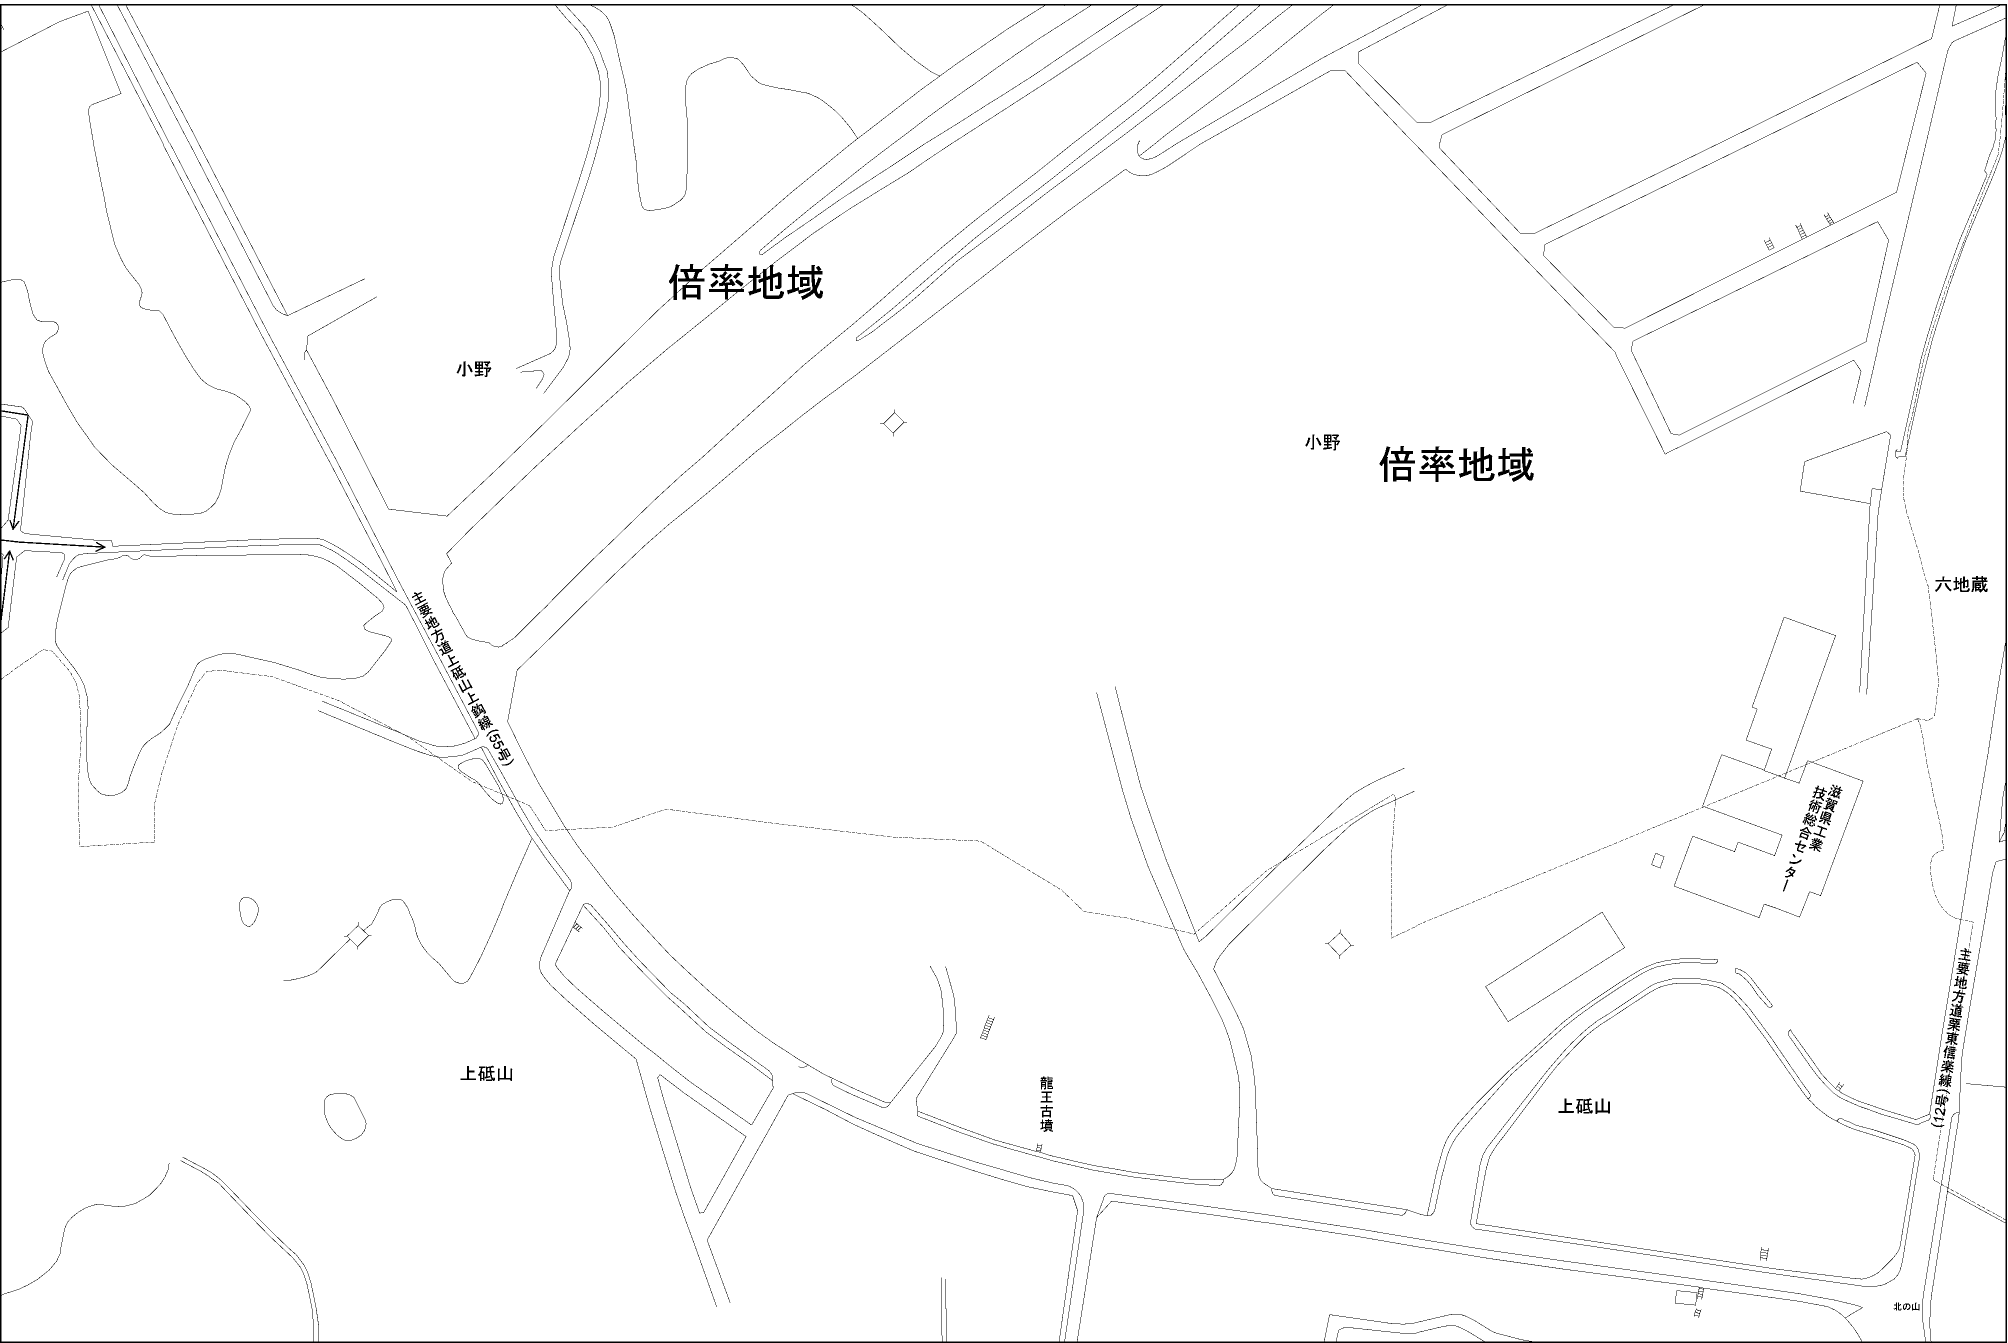 倍率地域
小野
小野
倍率地域
六地蔵
主要地方道上砥山上鈎線(55号)
滋賀県工業
技術総合センター
主要地方道栗東信楽線(12号)
上砥山
龍王古墳
上砥山
北の山